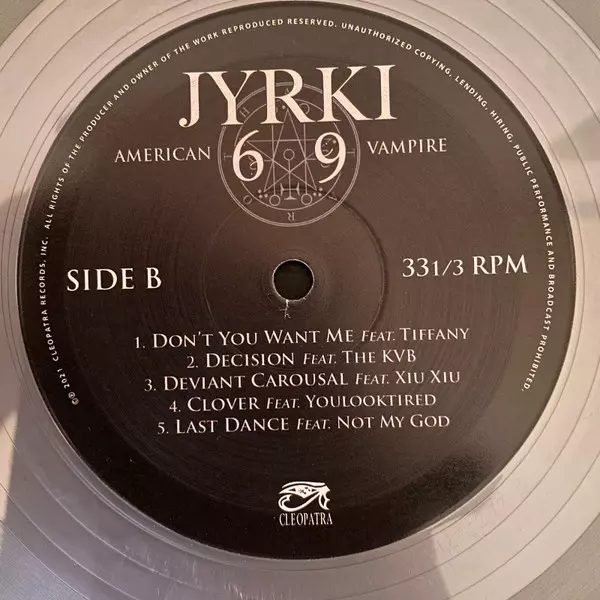 ℗© 2021 CLEOPATRA RECORDS, INC. ALL RIGHTS OF THE PRODUCER AND OWNER OF THE WORK REPRODUCED RESERVED. UNAUTHORIZED COPYING, LENDING, HIRING, PUBLIC PERFORMANCE AND BROADCAST PROHIBITED.
JYRKI
AMERICAN 69 VAMPIRE
SIDE B 33 1/3 RPM
1. DON'T YOU WANT ME FEAT. TIFFANY
2. DECISION FEAT. THE KVB
3. DEVIANT CAROUSAL FEAT. XIU XIU
4. CLOVER FEAT. YOULOOKTIRED
5. LAST DANCE FEAT. NOT MY GOD
CLEOPATRA